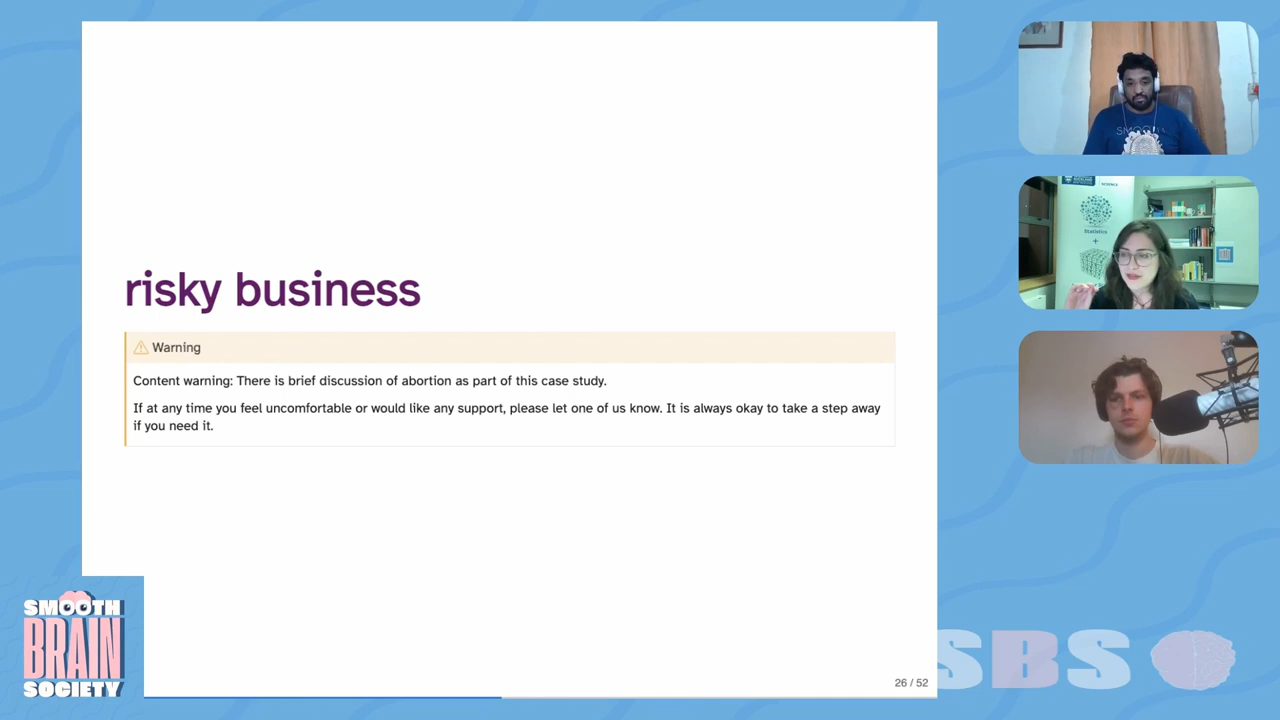 risky business
Warning
Content warning: There is brief discussion of abortion as part of this case study.
If at any time you feel uncomfortable or would like any support, please let one of us know. It is always okay to take a step away
if you need it.
26 / 52
SMOOTH
BRAIN
SOCIETY
SBS
SCIENCE
Statistics
+